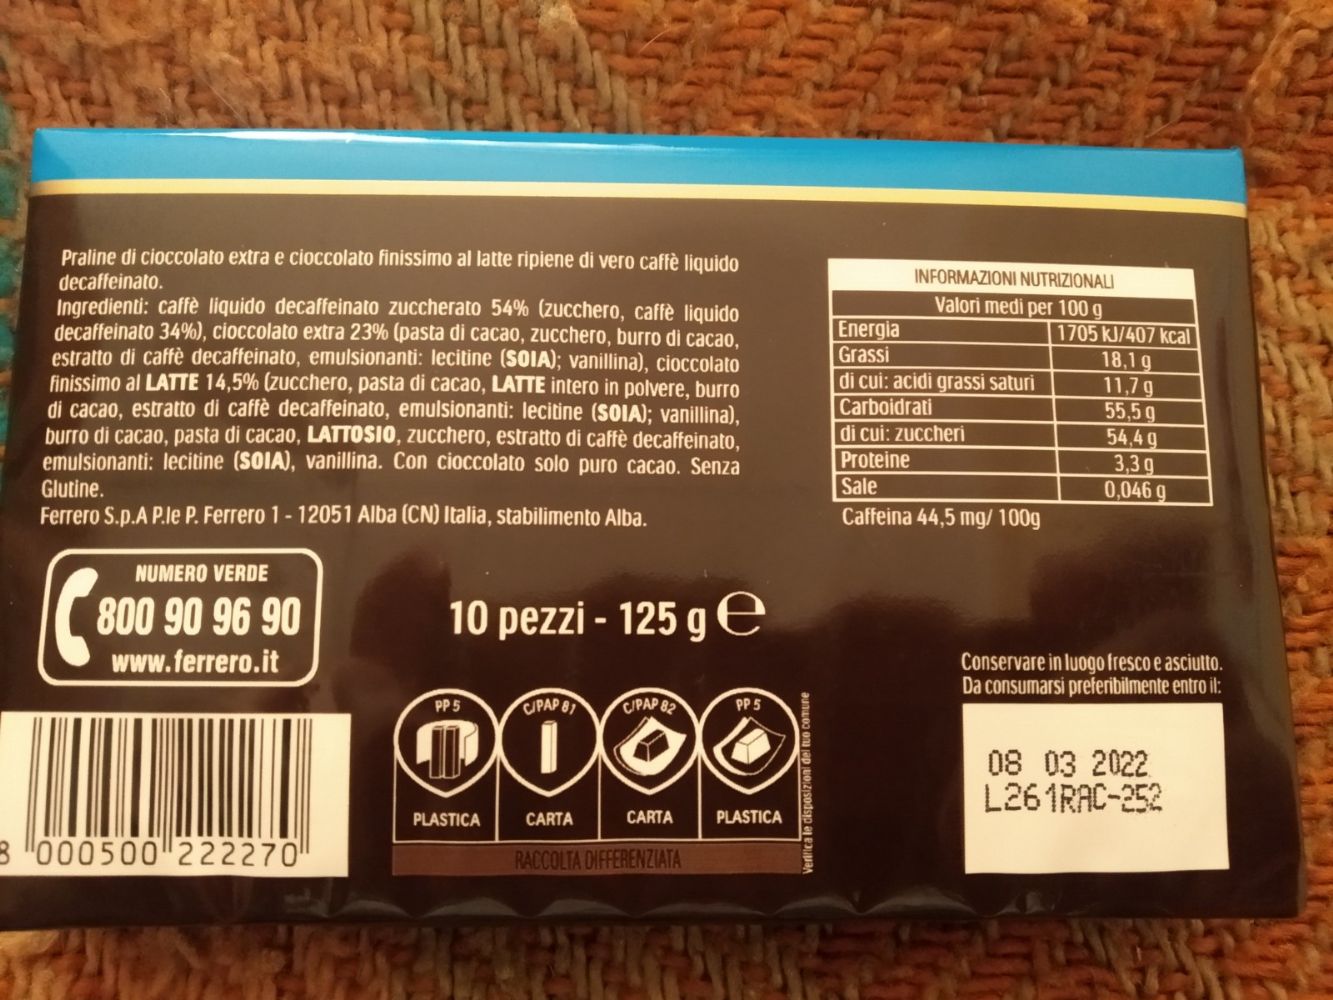 Praline di cioccolato extra e cioccolato finissimo al latte ripiene di vero caffè liquido
decaffeinato.
Ingredienti: caffè liquido decaffeinato zuccherato 54% (zucchero, caffè liquido
decaffeinato 34%), cioccolato extra 23% (pasta di cacao, zucchero, burro di cacao,
estratto di caffè decaffeinato, emulsionanti: lecitine (SOIA); vanillina), cioccolato
finissimo al LATTE 14,5% (zucchero, pasta di cacao, LATTE intero in polvere, burro
di cacao, estratto di caffè decaffeinato, emulsionanti: lecitine (SOIA); vanillina),
burro di cacao, pasta di cacao, LATTOSIO, zucchero, estratto di caffè decaffeinato,
emulsionanti: lecitine (SOIA), vanillina. Con cioccolato solo puro cacao. Senza
Glutine.
Ferrero S.p.A P.le P. Ferrero 1 - 12051 Alba (CN) Italia, stabilimento Alba.
INFORMAZIONI NUTRIZIONALI
Valori medi per 100 g
Energia 1705 kJ/407 kcal
Grassi 18,1 g
di cui: acidi grassi saturi 11,7 g
Carboidrati 55,5 g
di cui: zuccheri 54,4 g
Proteine 3,3 g
Sale 0,046 g
Caffeina 44,5 mg/ 100g
NUMERO VERDE
800 90 96 90
www.ferrero.it
10 pezzi - 125 g e
Conservare in luogo fresco e asciutto.
Da consumarsi preferibilmente entro il:
08 03 2022
L261RAC-252
PP 5 C/PAP 81 C/PAP 82 PP 5
PLASTICA CARTA CARTA PLASTICA
RACCOLTA DIFFERENZIATA
Verifica le disposizioni del tuo comune
8 000500 222270